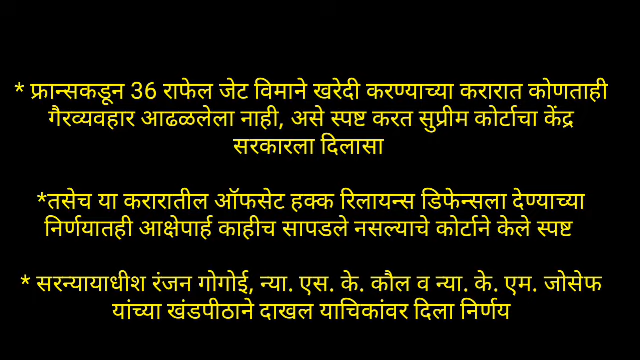 * फ्रान्सकडून 36 राफेल जेट विमाने खरेदी करण्याच्या करारात कोणताही
गैरव्यवहार आढळलेला नाही, असे स्पष्ट करत सुप्रीम कोर्टाचा केंद्र
सरकारला दिलासा
*तसेच या करारातील ऑफसेट हक्क रिलायन्स डिफेन्सला देण्याच्या
निर्णयातही आक्षेपार्ह काहीच सापडले नसल्याचे कोर्टाने केले स्पष्ट
* सरन्यायाधीश रंजन गोगोई, न्या. एस. के. कौल व न्या. के. एम. जोसेफ
यांच्या खंडपीठाने दाखल याचिकांवर दिला निर्णय